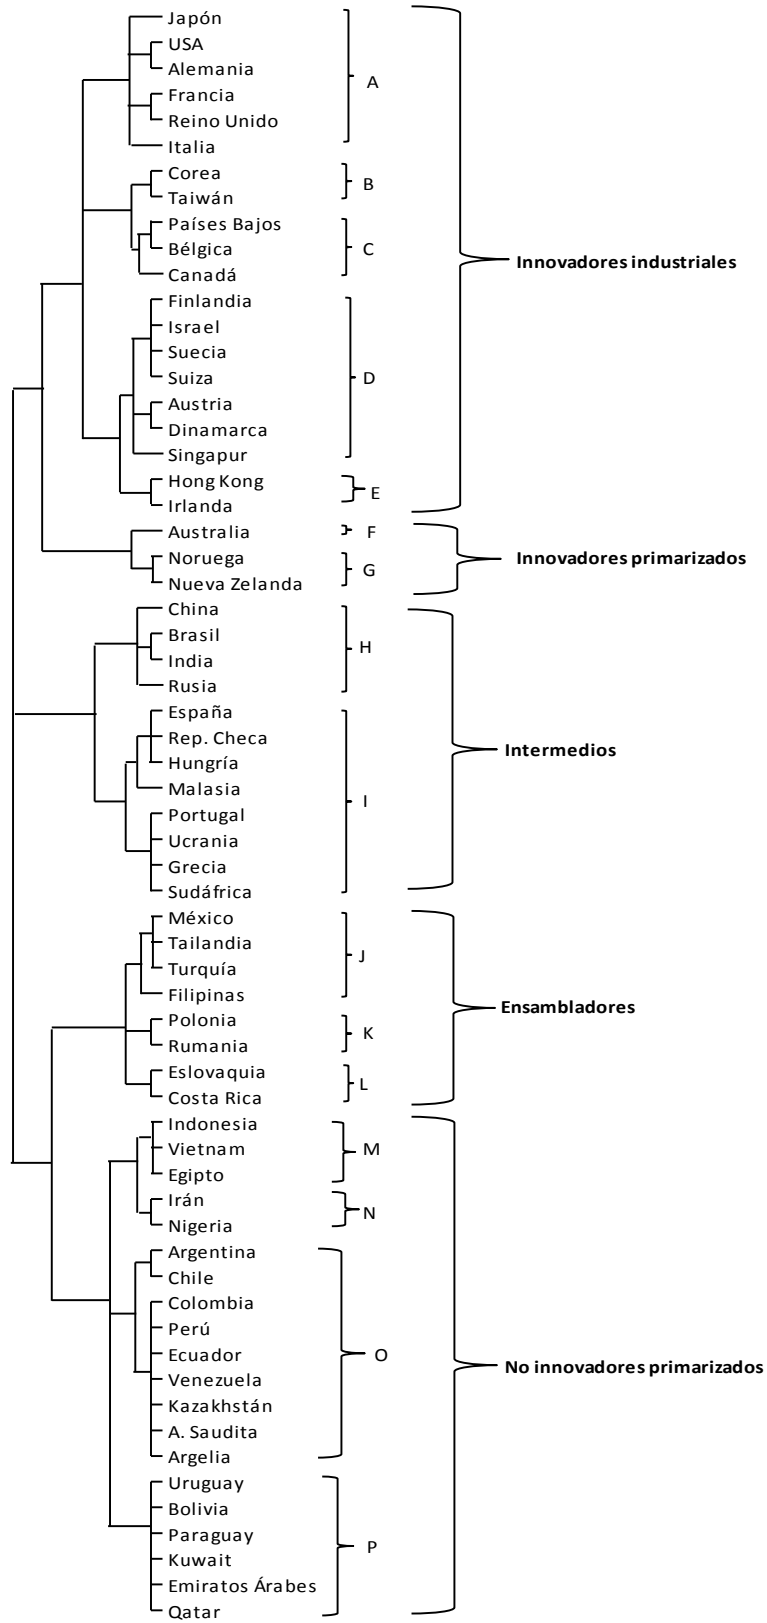 Japón
USA
Alemania
A
Francia
Reino Unido
Italia
Corea
B
Taiwán
Países Bajos
Bélgica
C
Canadá
Innovadores industriales
Finlandia
Israel
Suecia
Suiza
D
Austria
Dinamarca
Singapur
Hong Kong
E
Irlanda
Australia
F
Noruega
G
Innovadores primarizados
Nueva Zelanda
China
Brasil
H
India
Rusia
España
Rep. Checa
Intermedios
Hungría
Malasia
I
Portugal
Ucrania
Grecia
Sudáfrica
México
Tailandia
J
Turquía
Filipinas
Ensambladores
Polonia
K
Rumania
Eslovaquia
L
Costa Rica
Indonesia
Vietnam
M
Egipto
Irán
N
Nigeria
Argentina
Chile
Colombia
Perú
Ecuador
O
No innovadores primarizados
Venezuela
Kazakhstán
A. Saudita
Argelia
Uruguay
Bolivia
Paraguay
P
Kuwait
Emiratos Árabes
Qatar